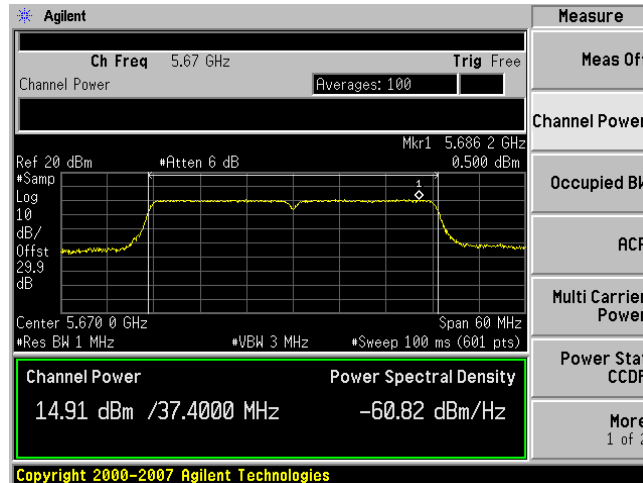 Agilent
Measure
Ch Freq 5.67 GHz Trig Free
Channel Power Averages: 100
Mkr1 5.686 2 GHz
Ref 20 dBm #Atten 6 dB 0.500 dBm
#Samp
Log
10
dB/
Offst
29.9
dB
1
Center 5.670 0 GHz Span 60 MHz
#Res BW 1 MHz #VBW 3 MHz #Sweep 100 ms (601 pts)
Channel Power Power Spectral Density
14.91 dBm /37.4000 MHz -60.82 dBm/Hz
Copyright 2000-2007 Agilent Technologies
Meas Of
Channel Power
Occupied B
ACP
Multi Carrier
Power
Power Sta
CCDF
More
1 of 2